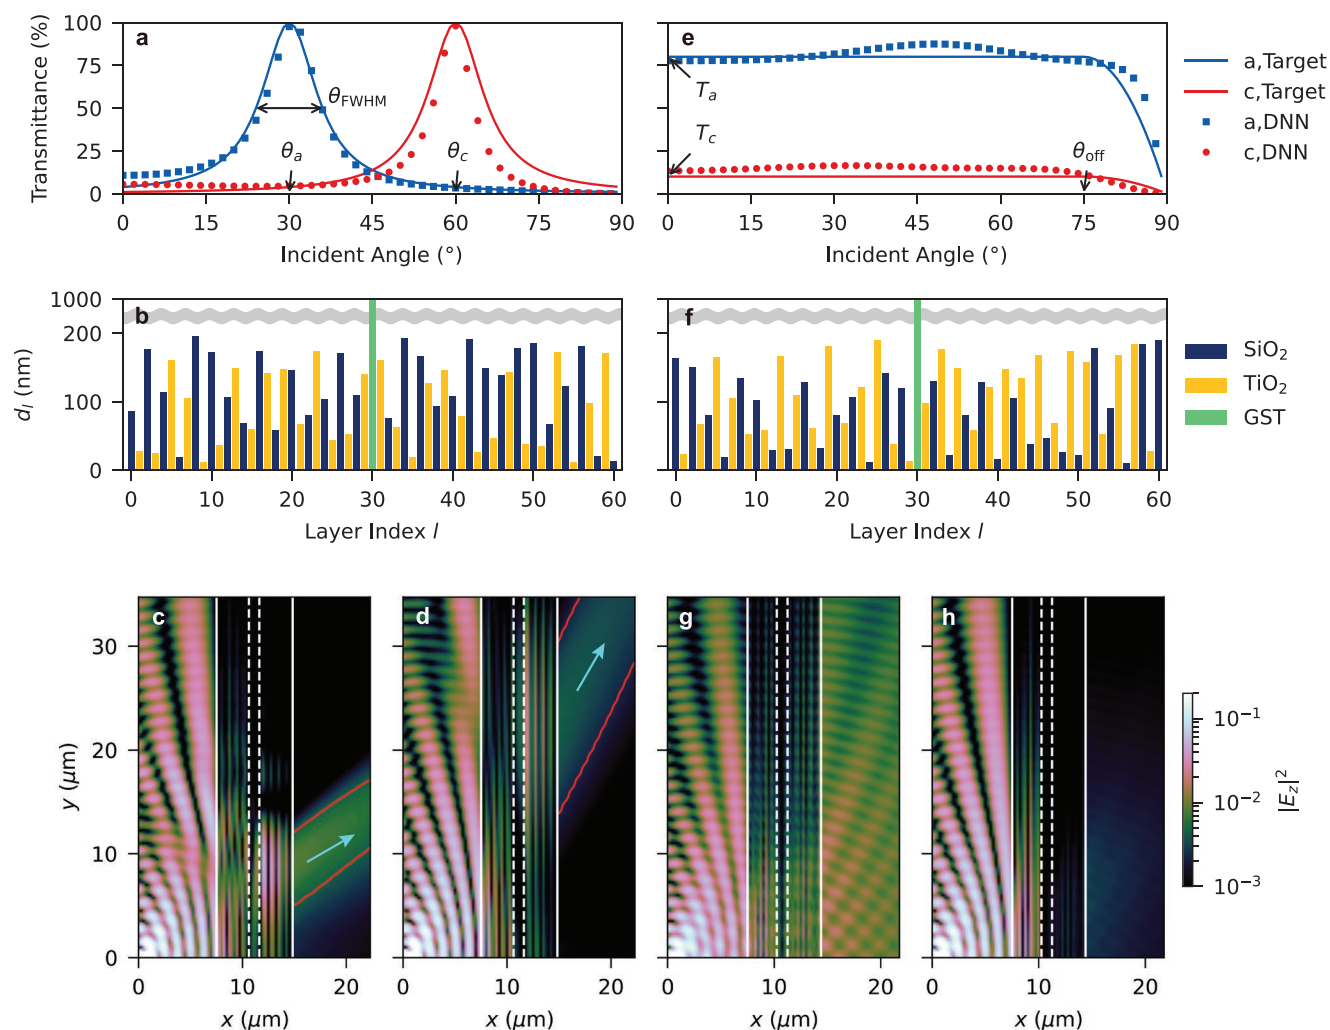 Transmittance (%)
100
75
50
25
0
a
θFWHM
θa
θc
0 15 30 45 60 75 90
Incident Angle (°)
e
Ta
Tc
θoff
0 15 30 45 60 75 90
Incident Angle (°)
a,Target
c,Target
a,DNN
c,DNN
dl (nm)
1000
200
100
0
b
0 10 20 30 40 50 60
Layer Index l
f
0 10 20 30 40 50 60
Layer Index l
SiO2
TiO2
GST
y (μm)
30
20
10
0
c
0 10 20
x (μm)
d
0 10 20
x (μm)
g
0 10 20
x (μm)
h
0 10 20
x (μm)
10−1
10−2
10−3
|Ez|2